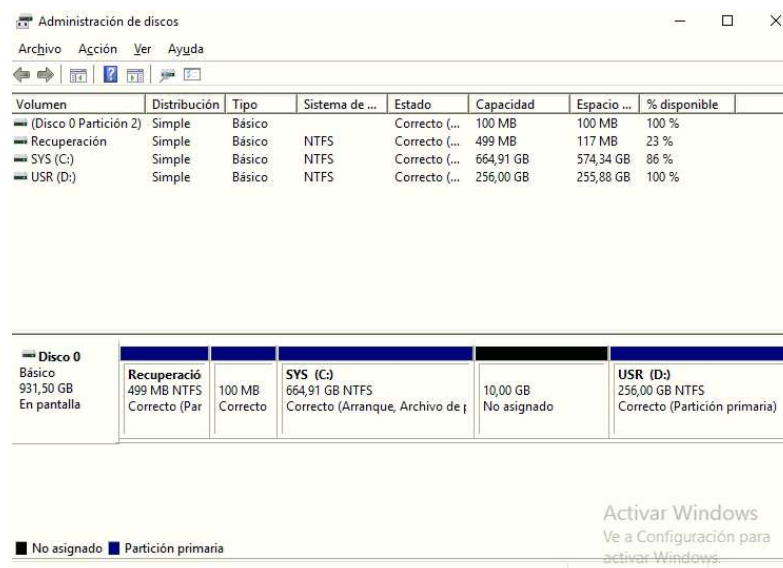 Administración de discos
Archivo Acción Ver Ayuda
Volumen Distribución Tipo Sistema de ... Estado Capacidad Espacio ... % disponible
(Disco 0 Partición 2) Simple Básico Correcto (... 100 MB 100 MB 100 %
Recuperación Simple Básico NTFS Correcto (... 499 MB 117 MB 23 %
SYS (C:) Simple Básico NTFS Correcto (... 664,91 GB 574,34 GB 86 %
USR (D:) Simple Básico NTFS Correcto (... 256,00 GB 255,88 GB 100 %
Disco 0
Básico
931,50 GB
En pantalla
Recuperació
499 MB NTFS
Correcto (Par
100 MB
Correcto
SYS (C:)
664,91 GB NTFS
Correcto (Arranque, Archivo de p
10,00 GB
No asignado
USR (D:)
256,00 GB NTFS
Correcto (Partición primaria)
No asignado Partición primaria
Activar Windows
Ve a Configuración para
activar Windows.